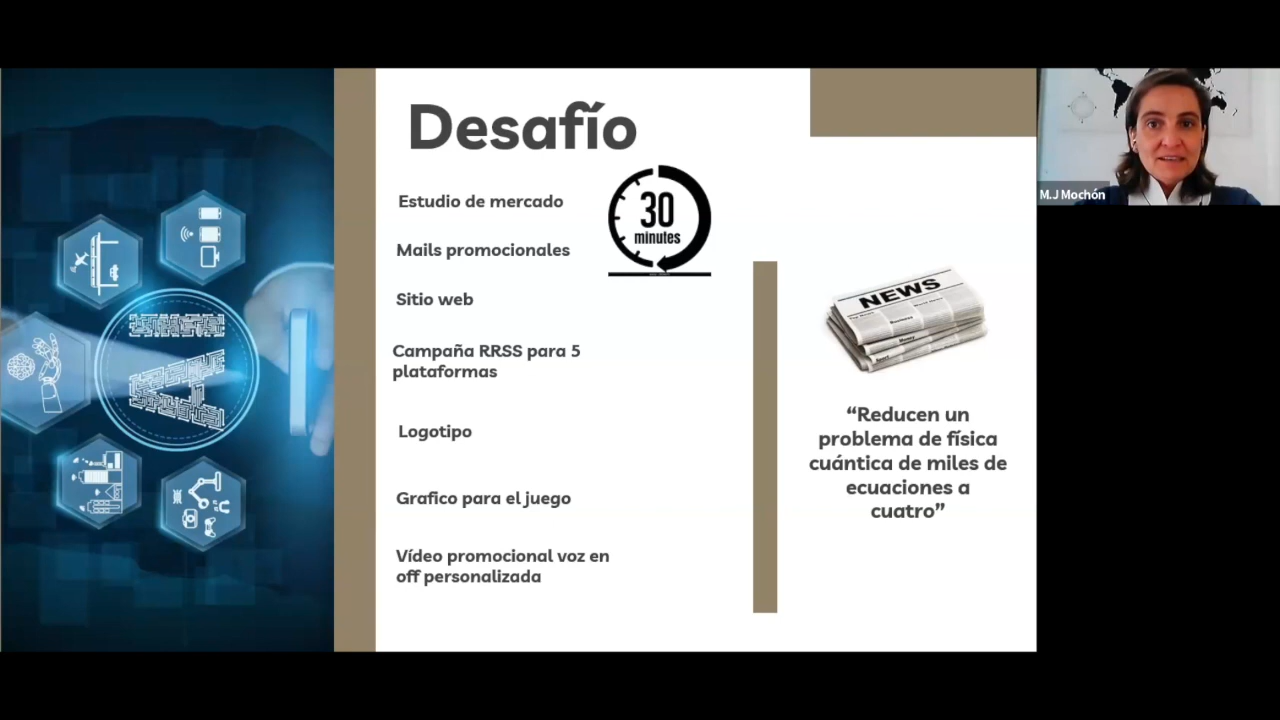 Desafío
Estudio de mercado
30
minutes
Mails promocionales
Sitio web
Campaña RRSS para 5
plataformas
Logotipo
Grafico para el juego
Vídeo promocional voz en
off personalizada
AI
NEWS
“Reducen un
problema de física
cuántica de miles de
ecuaciones a
cuatro”
M.J Mochón